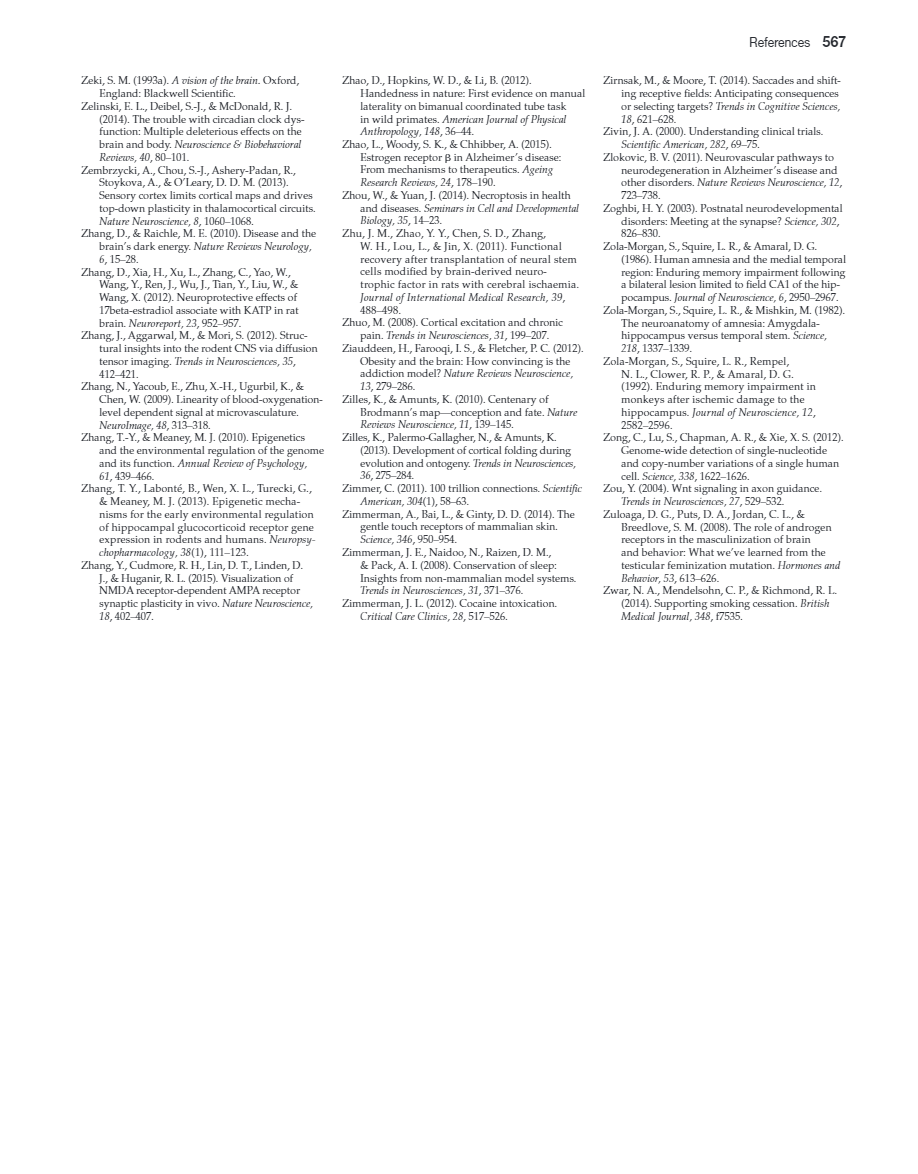 References 567
Zeki, S. M. (1993a). A vision of the brain. Oxford,
England: Blackwell Scientific.
Zelinski, E. L., Deibel, S.-J., & McDonald, R. J.
(2014). The trouble with circadian clock dys-
function: Multiple deleterious effects on the
brain and body. Neuroscience & Biobehavioral
Reviews, 40, 80–101.
Zembrzycki, A., Chou, S.-J., Ashery-Padan, R.,
Stoykova, A., & O’Leary, D. D. M. (2013).
Sensory cortex limits cortical maps and drives
top-down plasticity in thalamocortical circuits.
Nature Neuroscience, 8, 1060–1068.
Zhang, D., & Raichle, M. E. (2010). Disease and the
brain’s dark energy. Nature Reviews Neurology,
6, 15–28.
Zhang, D., Xia, H., Xu, L., Zhang, C., Yao, W.,
Wang, Y., Ren, J., Wu, J., Tian, Y., Liu, W., &
Wang, X. (2012). Neuroprotective effects of
17beta-estradiol associate with KATP in rat
brain. Neuroreport, 23, 952–957.
Zhang, J., Aggarwal, M., & Mori, S. (2012). Struc-
tural insights into the rodent CNS via diffusion
tensor imaging. Trends in Neurosciences, 35,
412–421.
Zhang, N., Yacoub, E., Zhu, X.-H., Ugurbil, K., &
Chen, W. (2009). Linearity of blood-oxygenation-
level dependent signal at microvasculature.
NeuroImage, 48, 313–318.
Zhang, T.-Y., & Meaney, M. J. (2010). Epigenetics
and the environmental regulation of the genome
and its function. Annual Review of Psychology,
61, 439–466.
Zhang, T. Y., Labonté, B., Wen, X. L., Turecki, G.,
& Meaney, M. J. (2013). Epigenetic mecha-
nisms for the early environmental regulation
of hippocampal glucocorticoid receptor gene
expression in rodents and humans. Neuropsy-
chopharmacology, 38(1), 111–123.
Zhang, Y., Cudmore, R. H., Lin, D. T., Linden, D.
J., & Huganir, R. L. (2015). Visualization of
NMDA receptor-dependent AMPA receptor
synaptic plasticity in vivo. Nature Neuroscience,
18, 402–407.
Zhao, D., Hopkins, W. D., & Li, B. (2012).
Handedness in nature: First evidence on manual
laterality on bimanual coordinated tube task
in wild primates. American Journal of Physical
Anthropology, 148, 36–44.
Zhao, L., Woody, S. K., & Chhibber, A. (2015).
Estrogen receptor β in Alzheimer’s disease:
From mechanisms to therapeutics. Ageing
Research Reviews, 24, 178–190.
Zhou, W., & Yuan, J. (2014). Necroptosis in health
and diseases. Seminars in Cell and Developmental
Biology, 35, 14–23.
Zhu, J. M., Zhao, Y. Y., Chen, S. D., Zhang,
W. H., Lou, L., & Jin, X. (2011). Functional
recovery after transplantation of neural stem
cells modified by brain-derived neuro-
trophic factor in rats with cerebral ischaemia.
Journal of International Medical Research, 39,
488–498.
Zhuo, M. (2008). Cortical excitation and chronic
pain. Trends in Neurosciences, 31, 199–207.
Ziauddeen, H., Farooqi, I. S., & Fletcher, P. C. (2012).
Obesity and the brain: How convincing is the
addiction model? Nature Reviews Neuroscience,
13, 279–286.
Zilles, K., & Amunts, K. (2010). Centenary of
Brodmann’s map—conception and fate. Nature
Reviews Neuroscience, 11, 139–145.
Zilles, K., Palermo-Gallagher, N., & Amunts, K.
(2013). Development of cortical folding during
evolution and ontogeny. Trends in Neurosciences,
36, 275–284.
Zimmer, C. (2011). 100 trillion connections. Scientific
American, 304(1), 58–63.
Zimmerman, A., Bai, L., & Ginty, D. D. (2014). The
gentle touch receptors of mammalian skin.
Science, 346, 950–954.
Zimmerman, J. E., Naidoo, N., Raizen, D. M.,
& Pack, A. I. (2008). Conservation of sleep:
Insights from non-mammalian model systems.
Trends in Neurosciences, 31, 371–376.
Zimmerman, J. L. (2012). Cocaine intoxication.
Critical Care Clinics, 28, 517–526.
Zirnsak, M., & Moore, T. (2014). Saccades and shift-
ing receptive fields: Anticipating consequences
or selecting targets? Trends in Cognitive Sciences,
18, 621–628.
Zivin, J. A. (2000). Understanding clinical trials.
Scientific American, 282, 69–75.
Zlokovic, B. V. (2011). Neurovascular pathways to
neurodegeneration in Alzheimer’s disease and
other disorders. Nature Reviews Neuroscience, 12,
723–738.
Zoghbi, H. Y. (2003). Postnatal neurodevelopmental
disorders: Meeting at the synapse? Science, 302,
826–830.
Zola-Morgan, S., Squire, L. R., & Amaral, D. G.
(1986). Human amnesia and the medial temporal
region: Enduring memory impairment following
a bilateral lesion limited to field CA1 of the hip-
pocampus. Journal of Neuroscience, 6, 2950–2967.
Zola-Morgan, S., Squire, L. R., & Mishkin, M. (1982).
The neuroanatomy of amnesia: Amygdala-
hippocampus versus temporal stem. Science,
218, 1337–1339.
Zola-Morgan, S., Squire, L. R., Rempel,
N. L., Clower, R. P., & Amaral, D. G.
(1992). Enduring memory impairment in
monkeys after ischemic damage to the
hippocampus. Journal of Neuroscience, 12,
2582–2596.
Zong, C., Lu, S., Chapman, A. R., & Xie, X. S. (2012).
Genome-wide detection of single-nucleotide
and copy-number variations of a single human
cell. Science, 338, 1622–1626.
Zou, Y. (2004). Wnt signaling in axon guidance.
Trends in Neurosciences, 27, 529–532.
Zuloaga, D. G., Puts, D. A., Jordan, C. L., &
Breedlove, S. M. (2008). The role of androgen
receptors in the masculinization of brain
and behavior: What we’ve learned from the
testicular feminization mutation. Hormones and
Behavior, 53, 613–626.
Zwar, N. A., Mendelsohn, C. P., & Richmond, R. L.
(2014). Supporting smoking cessation. British
Medical Journal, 348, f7535.